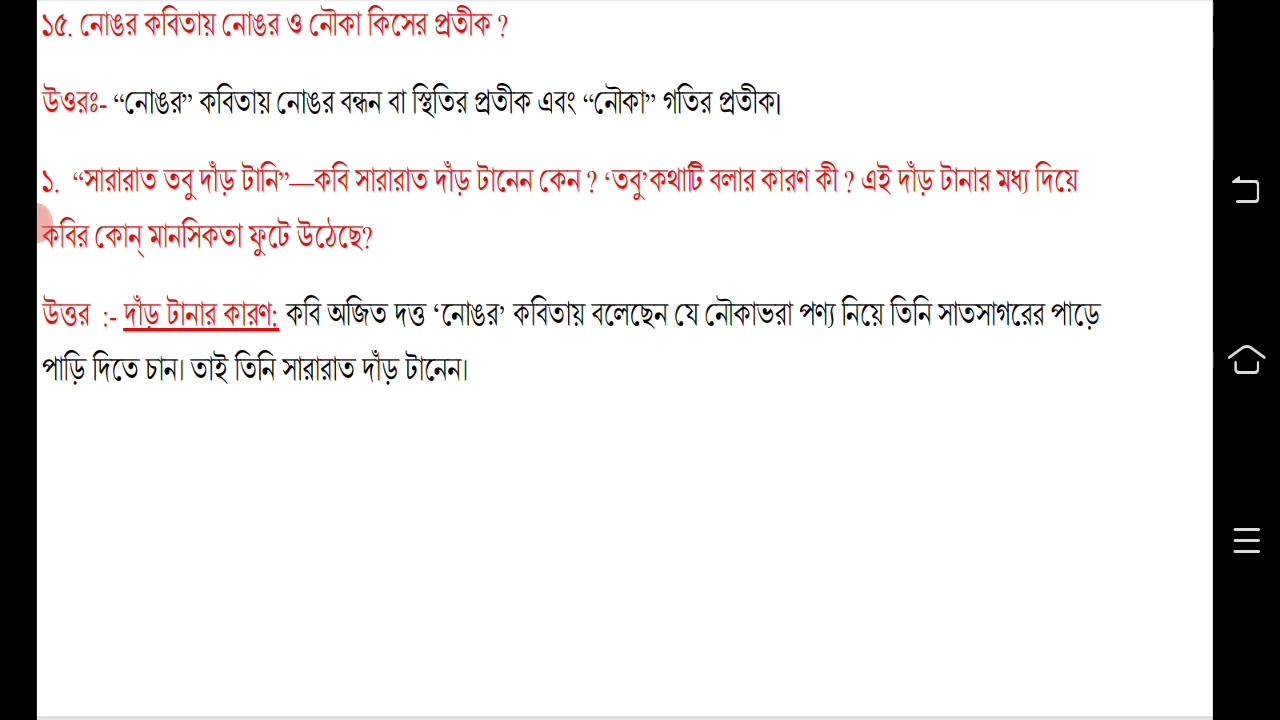 ১৫. নোঙর কবিতায় নোঙর ও নৌকা কিসের প্রতীক ?
উওরঃ- “নোঙর” কবিতায় নোঙর বন্ধন বা স্থিতির প্রতীক এবং “নৌকা” গতির প্রতীক।
১. “সারারাত তবু দাঁড় টানি”—কবি সারারাত দাঁড় টানেন কেন ? ‘তবু’কথাটি বলার কারণ কী ? এই দাঁড় টানার মধ্য দিয়ে
কবির কোন্ মানসিকতা ফুটে উঠেছে?
উত্তর :- দাঁড় টানার কারণ: কবি অজিত দত্ত ‘নোঙর’ কবিতায় বলেছেন যে নৌকাভরা পণ্য নিয়ে তিনি সাতসাগরের পাড়ে
পাড়ি দিতে চান। তাই তিনি সারারাত দাঁড় টানেন।